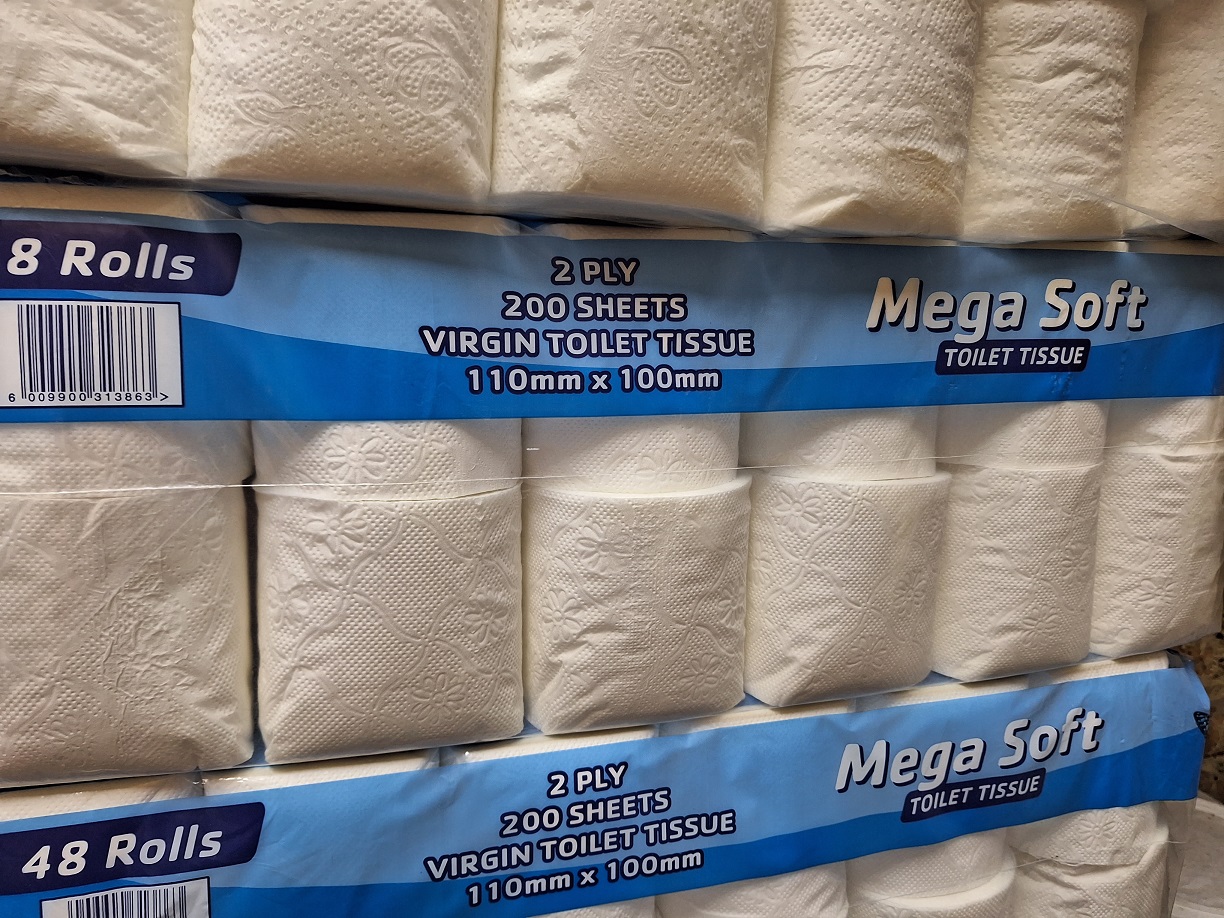 8 Rolls
2 PLY
200 SHEETS
VIRGIN TOILET TISSUE
110mm x 100mm
Mega Soft
TOILET TISSUE
6 009900 313863 >
48 Rolls
2 PLY
200 SHEETS
VIRGIN TOILET TISSUE
110mm x 100mm
Mega Soft
TOILET TISSUE